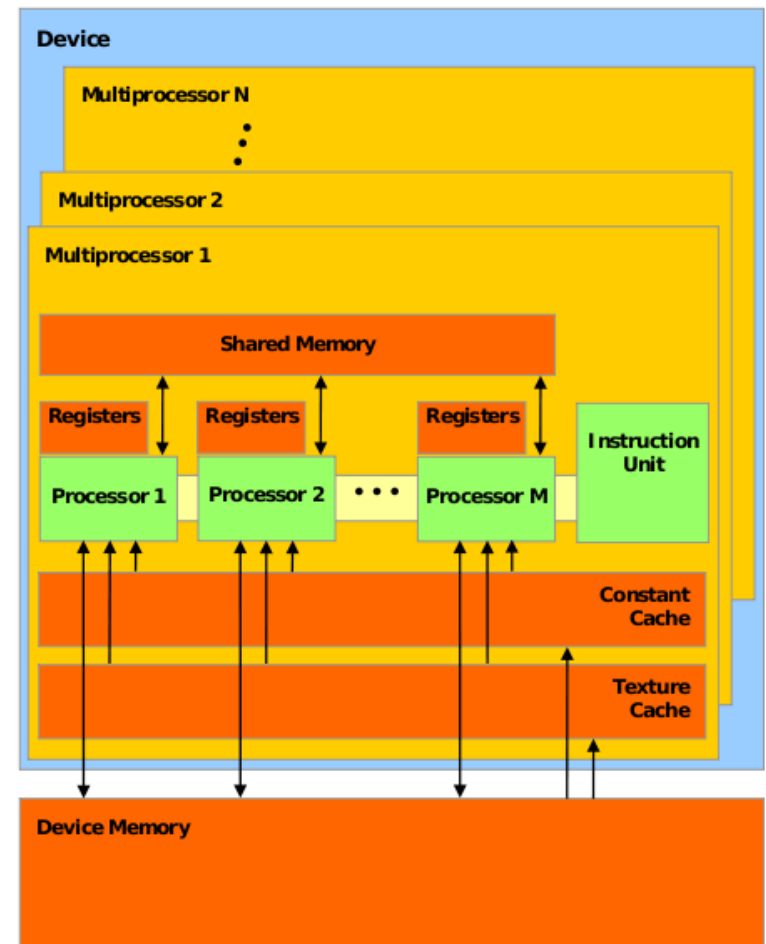 Device
Multiprocessor N
Multiprocessor 2
Multiprocessor 1
Shared Memory
Registers
Registers
Registers
Instruction
Unit
Processor 1
Processor 2
Processor M
Constant
Cache
Texture
Cache
Device Memory